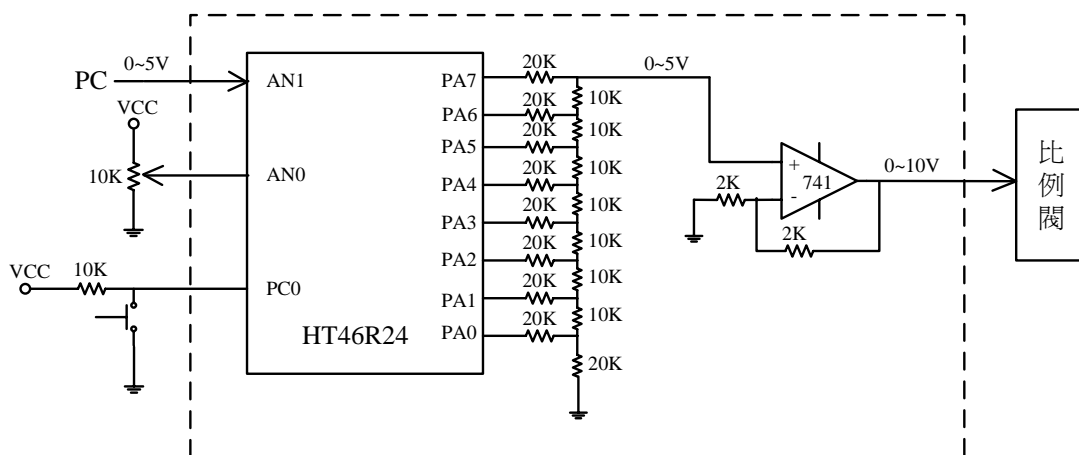 PC
0~5V
VCC
10K
VCC
10K
AN1
AN0
PC0
HT46R24
PA7
PA6
PA5
PA4
PA3
PA2
PA1
PA0
20K
20K
20K
20K
20K
20K
20K
20K
10K
10K
10K
10K
10K
10K
10K
20K
0~5V
2K
+
-
741
2K
0~10V
比例閥